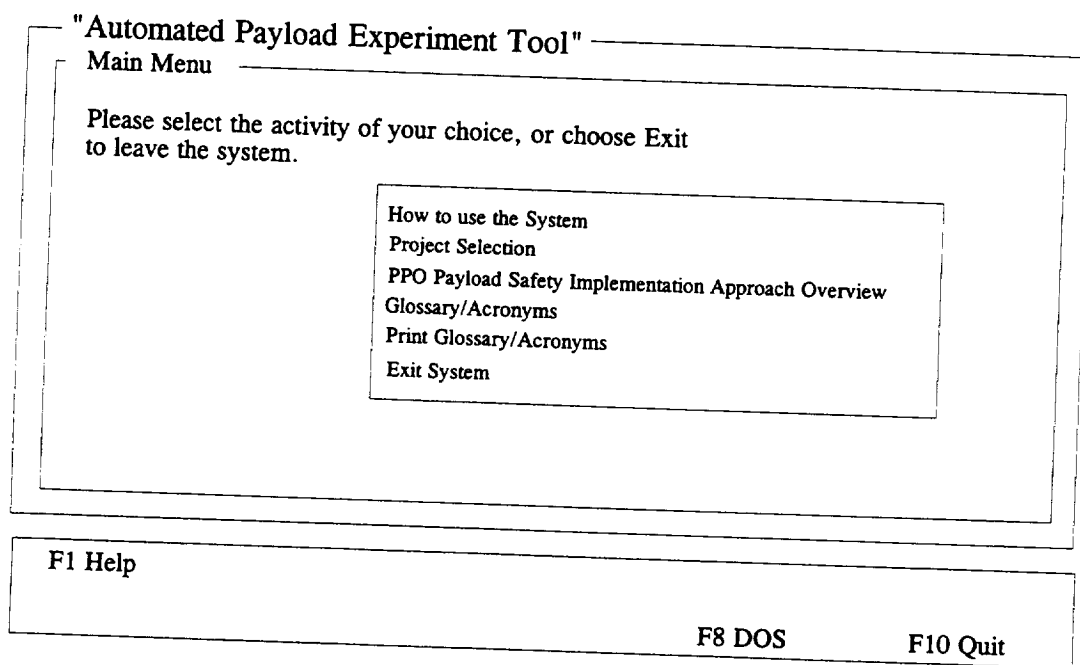 "Automated Payload Experiment Tool"
Main Menu
Please select the activity of your choice, or choose Exit
to leave the system.
How to use the System
Project Selection
PPO Payload Safety Implementation Approach Overview
Glossary/Acronyms
Print Glossary/Acronyms
Exit System
F1 Help
F8 DOS F10 Quit